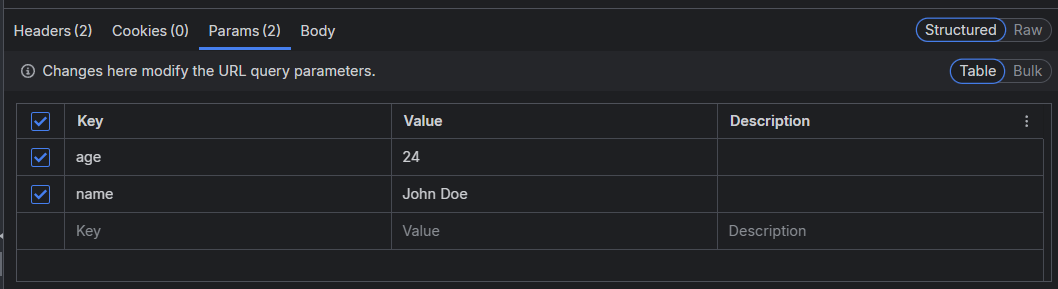 Headers (2) Cookies (0) Params (2) Body Structured Raw
Changes here modify the URL query parameters. Table Bulk
Key Value Description
age 24
name John Doe
Key Value Description